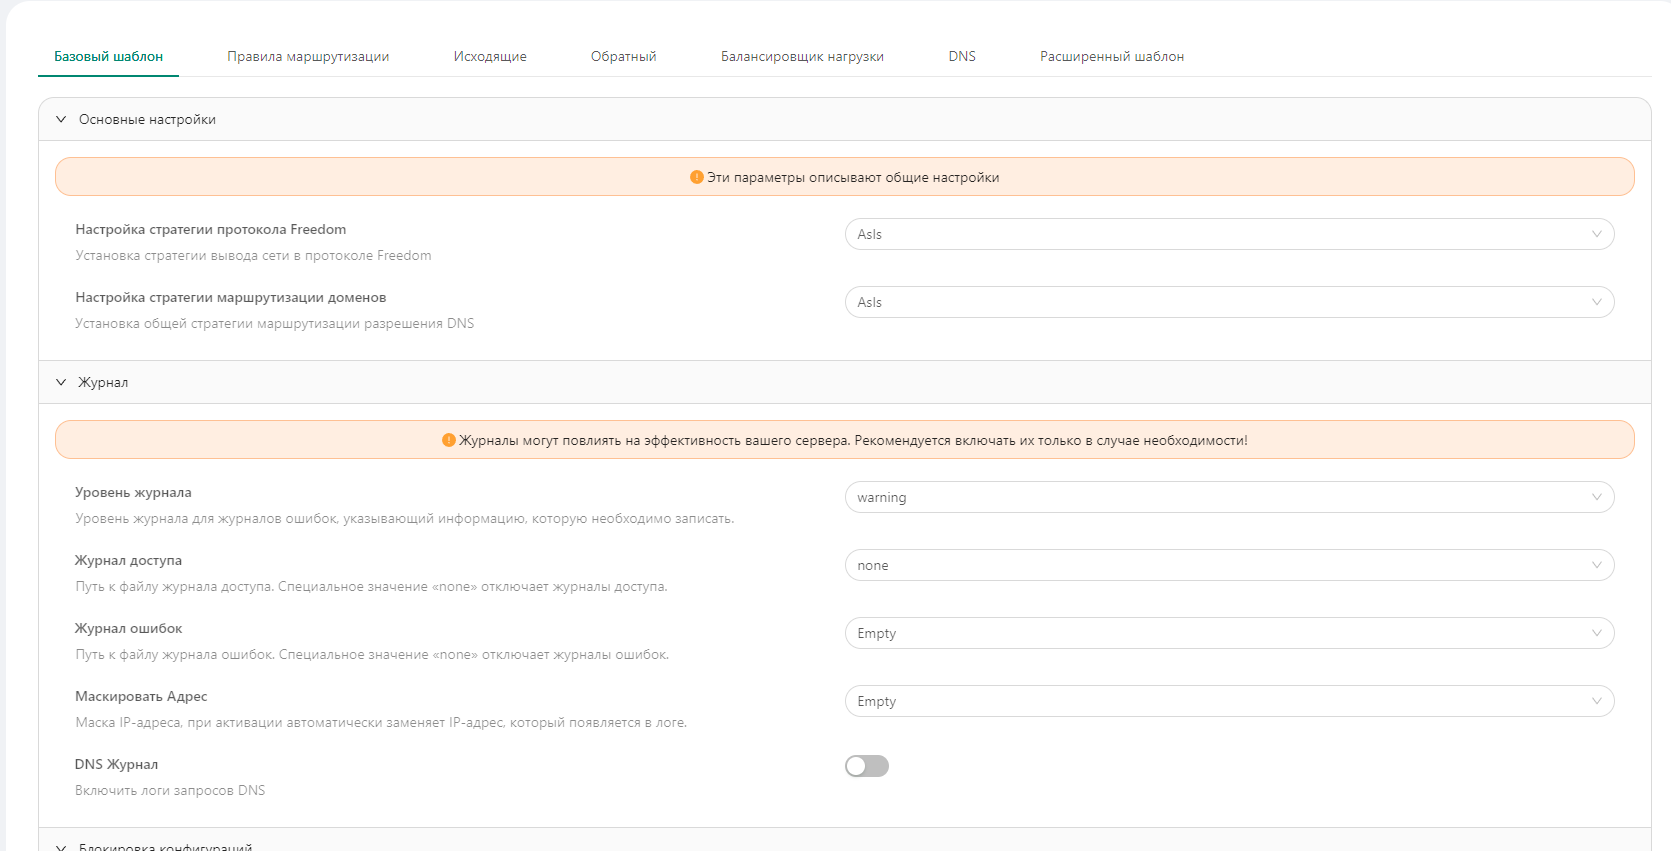 Базовый шаблон Правила маршрутизации Исходящие Обратный Балансировщик нагрузки DNS Расширенный шаблон
Основные настройки
Эти параметры описывают общие настройки
Настройка стратегии протокола Freedom
AsIs
Установка стратегии вывода сети в протоколе Freedom
Настройка стратегии маршрутизации доменов
AsIs
Установка общей стратегии маршрутизации разрешения DNS
Журнал
Журналы могут повлиять на эффективность вашего сервера. Рекомендуется включать их только в случае необходимости!
Уровень журнала
warning
Уровень журнала для журналов ошибок, указывающий информацию, которую необходимо записать.
Журнал доступа
none
Путь к файлу журнала доступа. Специальное значение «none» отключает журналы доступа.
Журнал ошибок
Empty
Путь к файлу журнала ошибок. Специальное значение «none» отключает журналы ошибок.
Маскировать Адрес
Empty
Маска IP-адреса, при активации автоматически заменяет IP-адрес, который появляется в логе.
DNS Журнал
Включить логи запросов DNS
Блокировка конфигураций